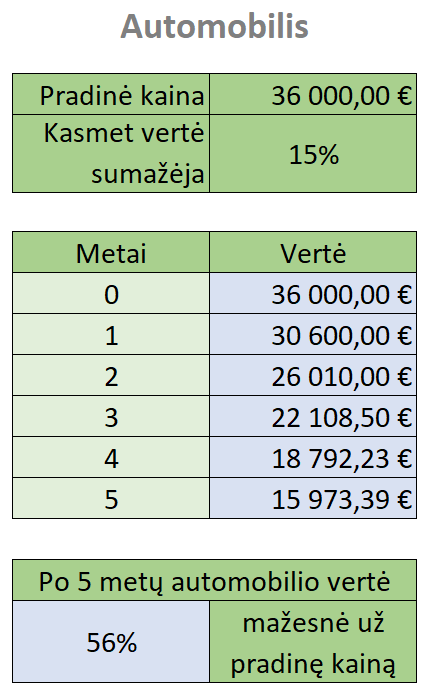 Automobilis
Pradinė kaina 36 000,00 €
Kasmet vertė
sumažėja 15%
Metai Vertė
0 36 000,00 €
1 30 600,00 €
2 26 010,00 €
3 22 108,50 €
4 18 792,23 €
5 15 973,39 €
Po 5 metų automobilio vertė
56% mažesnė už
pradinę kainą